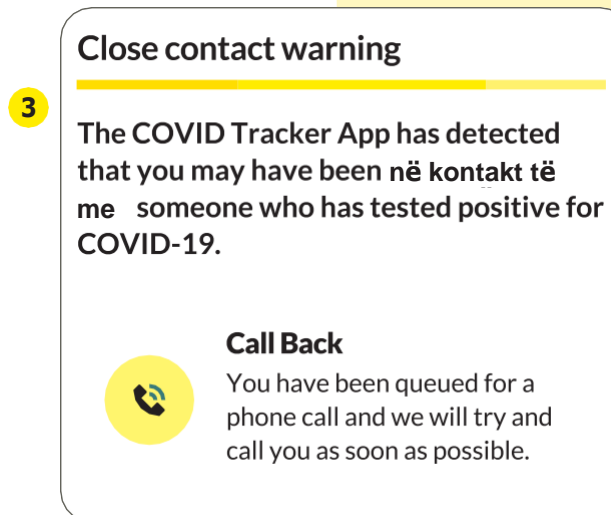 Close contact warning
3
The COVID Tracker App has detected
that you may have been në kontakt të
me someone who has tested positive for
COVID-19.
Call Back
You have been queued for a
phone call and we will try and
call you as soon as possible.